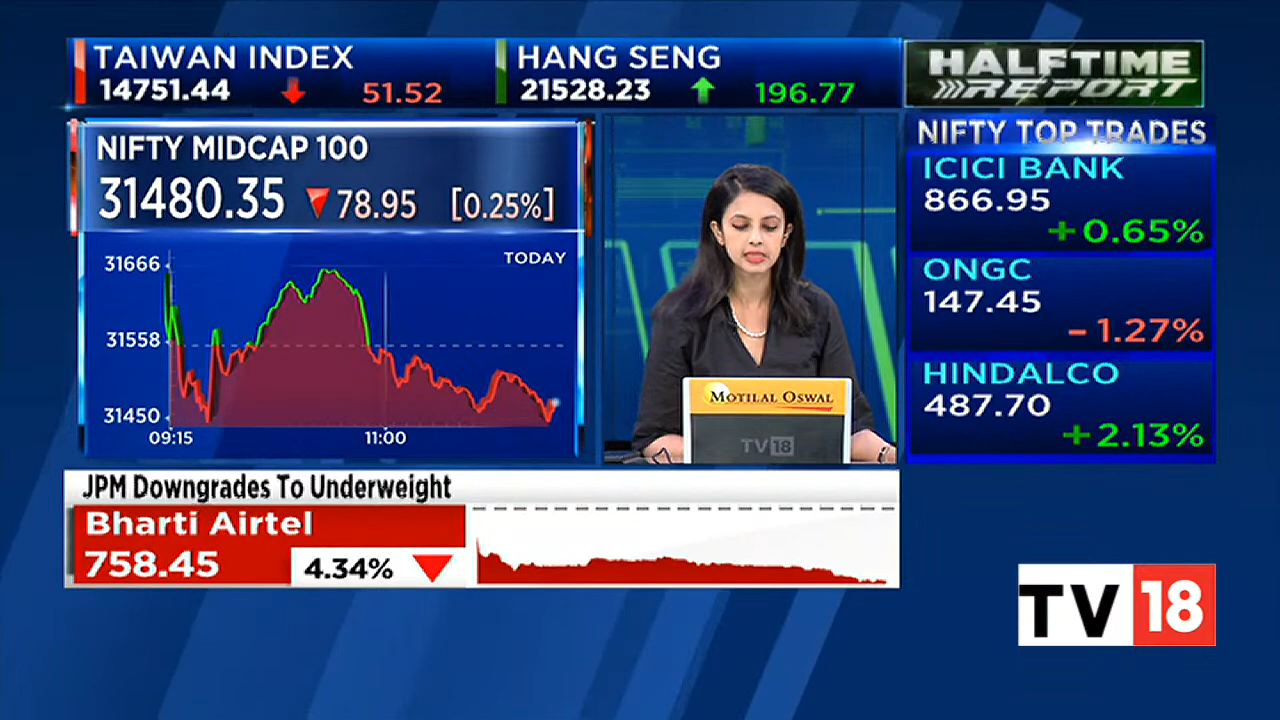 TAIWAN INDEX
14751.44 51.52
HANG SENG
21528.23 196.77
HALFTIME
REPORT
NIFTY MIDCAP 100
31480.35 78.95 [0.25%]
TODAY
31666
31558
31450
09:15 11:00
MOTILAL OSWAL
TV18
NIFTY TOP TRADES
ICICI BANK
866.95
+0.65%
ONGC
147.45
-1.27%
HINDALCO
487.70
+2.13%
JPM Downgrades To Underweight
Bharti Airtel
758.45 4.34%
TV18